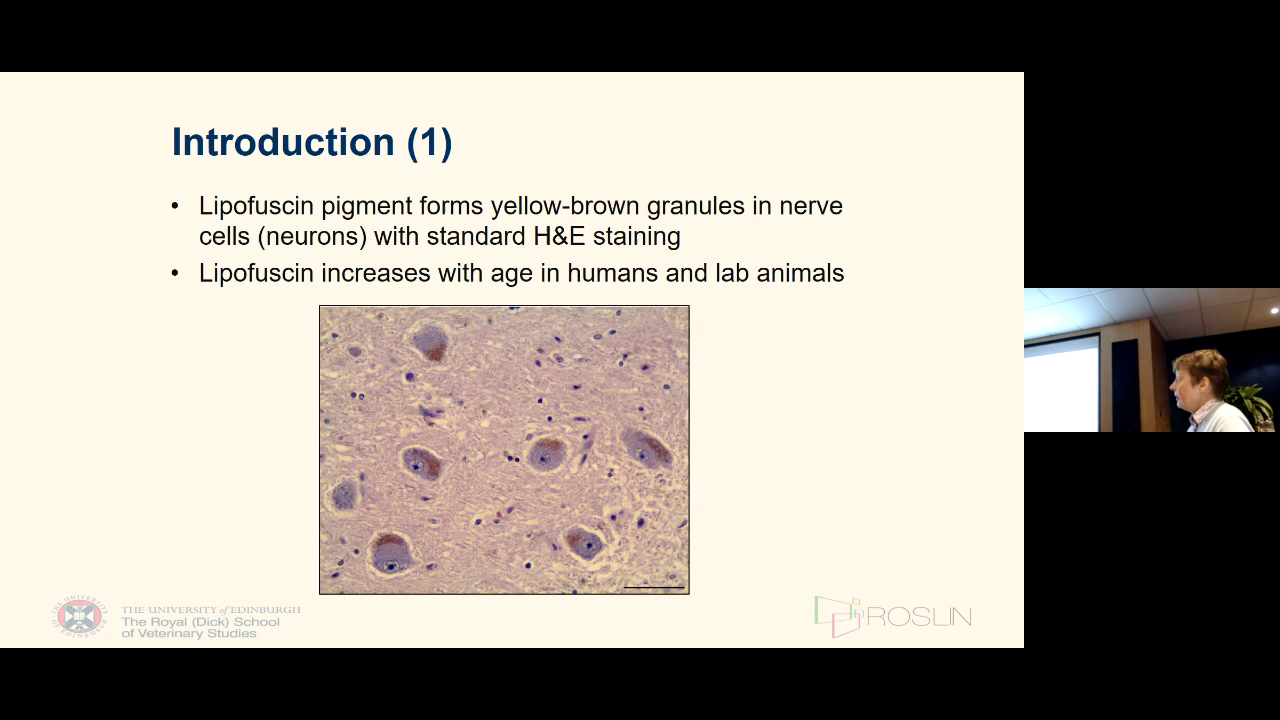 Introduction (1)
• Lipofuscin pigment forms yellow-brown granules in nerve
cells (neurons) with standard H&E staining
• Lipofuscin increases with age in humans and lab animals
THE UNIVERSITY of EDINBURGH
The Royal (Dick) School
of Veterinary Studies
ROSLIN